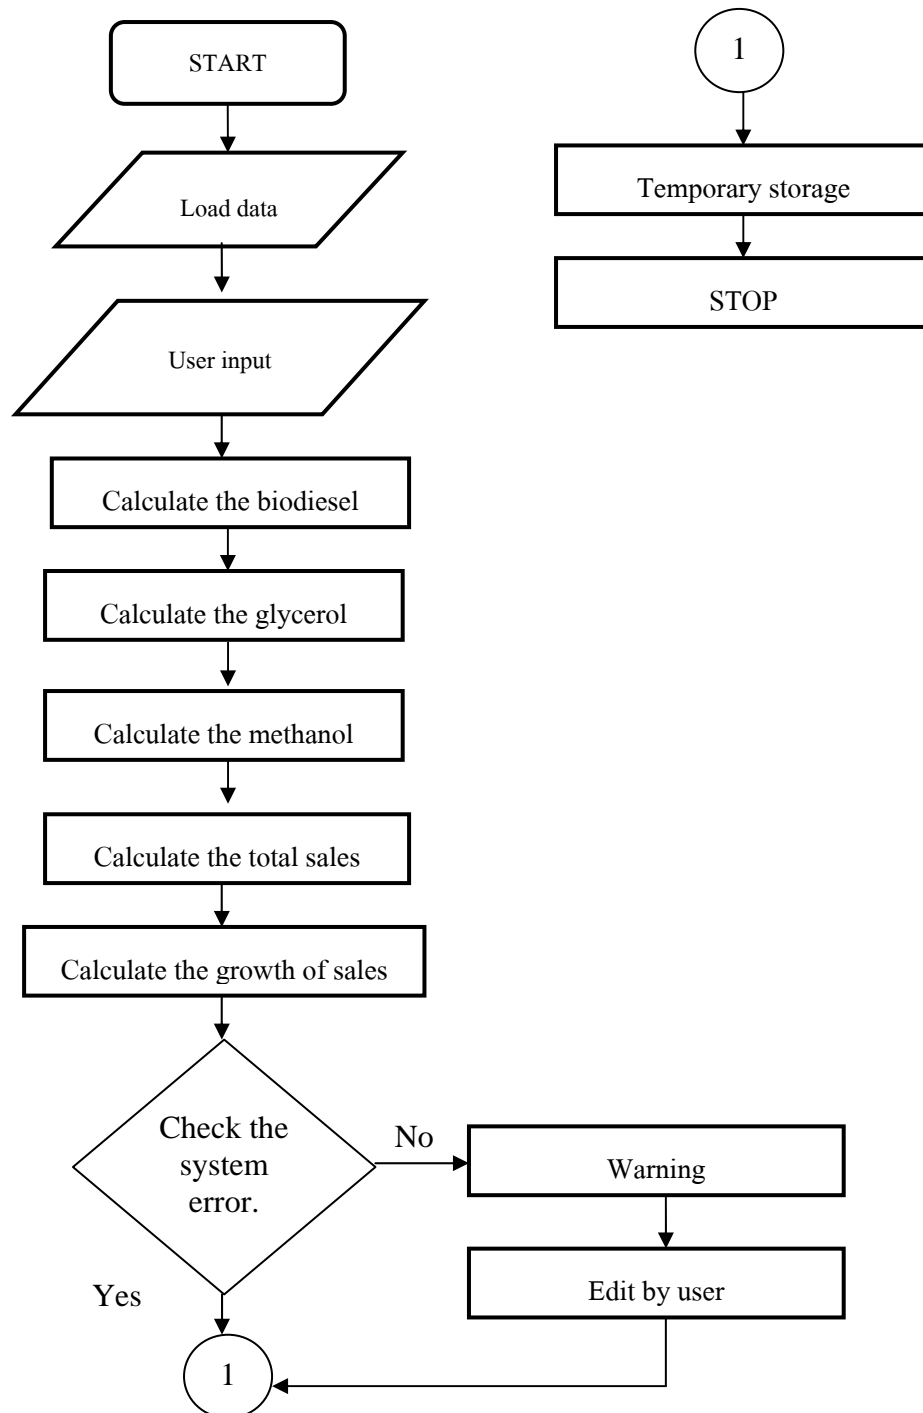 START
Load data
User input
Calculate the biodiesel
Calculate the glycerol
Calculate the methanol
Calculate the total sales
Calculate the growth of sales
Check the
system
error.
No
Warning
Edit by user
Yes
1
1
Temporary storage
STOP